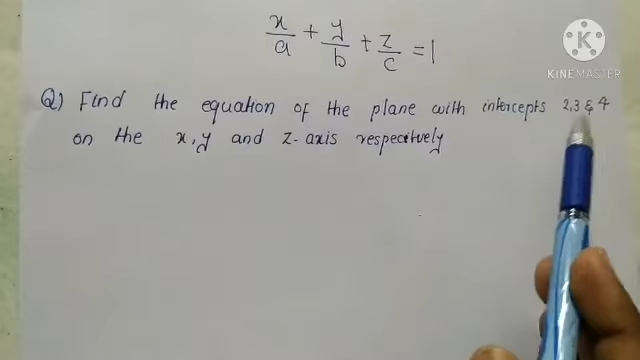 x/a + y/b + z/c = 1
KINEMASTER
Q) Find the equation of the plane with intercepts 2,3 & 4
on the x,y and z-axis respectively